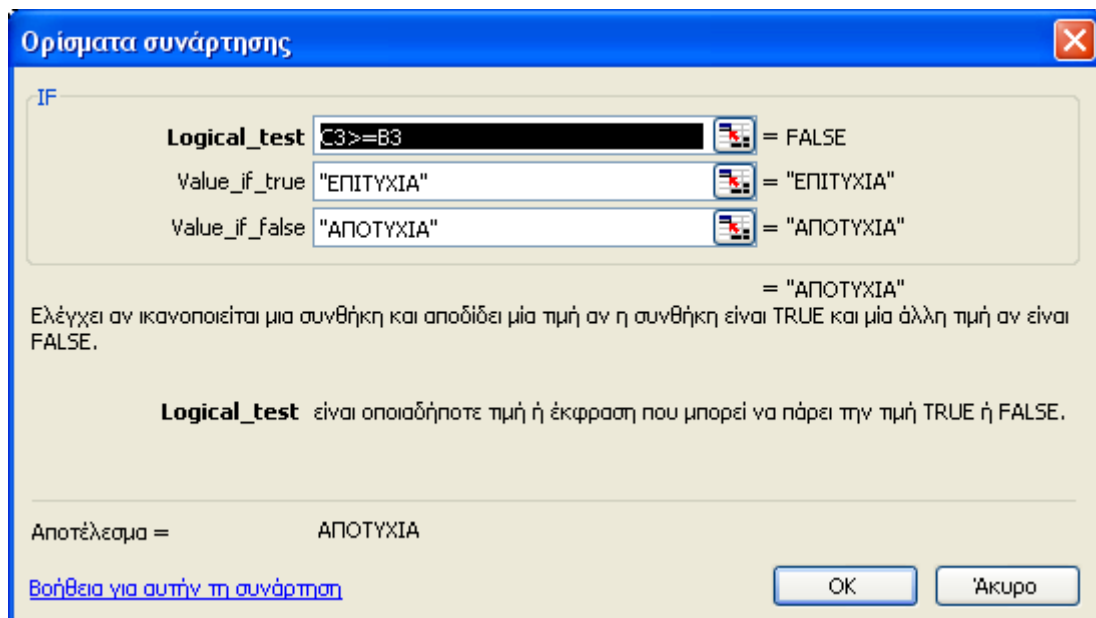 Ορίσματα συνάρτησης
IF
Logical_test C3>=B3 = FALSE
Value_if_true "ΕΠΙΤΥΧΙΑ" = "ΕΠΙΤΥΧΙΑ"
Value_if_false "ΑΠΟΤΥΧΙΑ" = "ΑΠΟΤΥΧΙΑ"
= "ΑΠΟΤΥΧΙΑ"
Ελέγχει αν ικανοποιείται μια συνθήκη και αποδίδει μία τιμή αν η συνθήκη είναι TRUE και μία άλλη τιμή αν είναι
FALSE.
Logical_test είναι οποιαδήποτε τιμή ή έκφραση που μπορεί να πάρει την τιμή TRUE ή FALSE.
Αποτέλεσμα = ΑΠΟΤΥΧΙΑ
Βοήθεια για αυτήν τη συνάρτηση OK Άκυρο